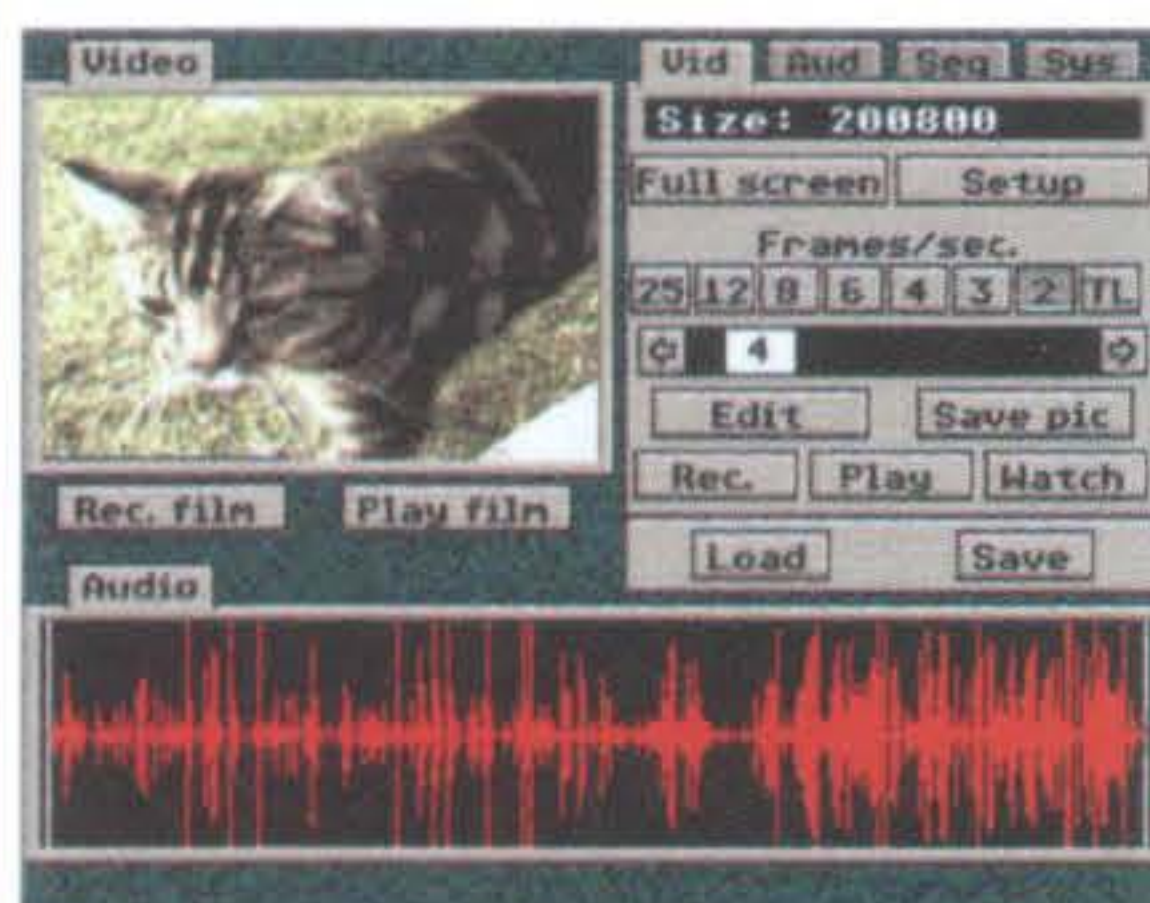 Video
Vid Aud Seq Sys
Size: 200800
Full screen Setup
Frames/sec.
25 12 8 6 4 3 2 TL
4
Edit Save pic
Rec. Play Watch
Rec. film Play film
Load Save
Audio